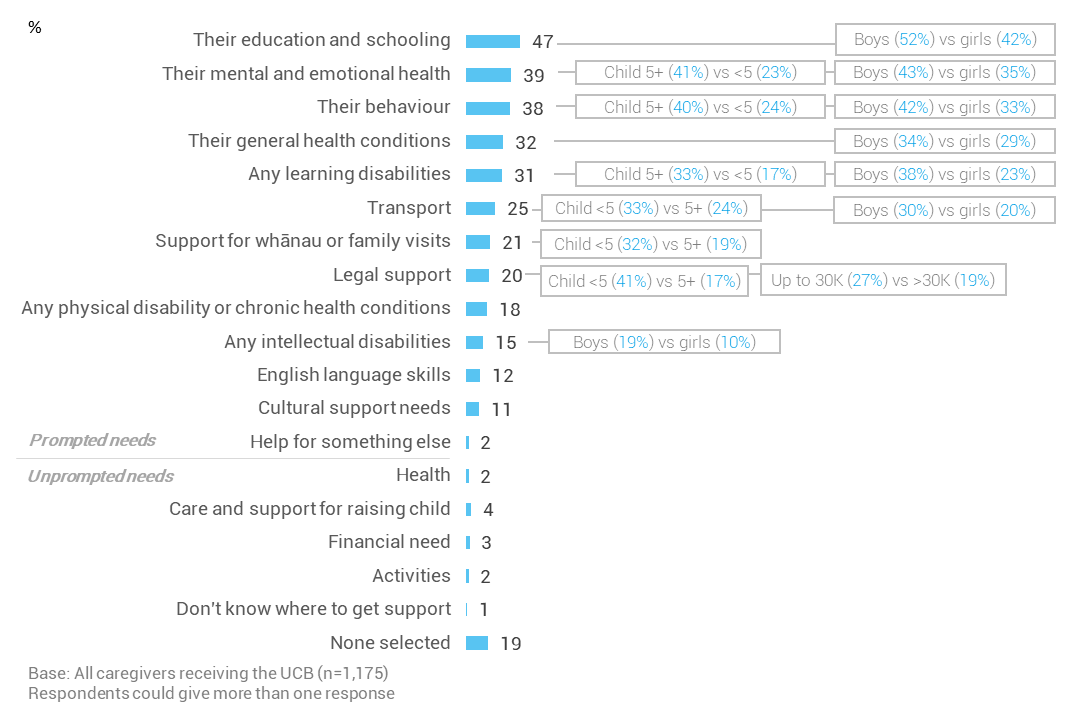 %
Their education and schooling 47 Boys (52%) vs girls (42%)
Their mental and emotional health 39 Child 5+ (41%) vs <5 (23%) Boys (43%) vs girls (35%)
Their behaviour 38 Child 5+ (40%) vs <5 (24%) Boys (42%) vs girls (33%)
Their general health conditions 32 Boys (34%) vs girls (29%)
Any learning disabilities 31 Child 5+ (33%) vs <5 (17%) Boys (38%) vs girls (23%)
Transport 25 Child <5 (33%) vs 5+ (24%) Boys (30%) vs girls (20%)
Support for whānau or family visits 21 Child <5 (32%) vs 5+ (19%)
Legal support 20 Child <5 (41%) vs 5+ (17%) Up to 30K (27%) vs >30K (19%)
Any physical disability or chronic health conditions 18
Any intellectual disabilities 15 Boys (19%) vs girls (10%)
English language skills 12
Cultural support needs 11
Prompted needs Help for something else 2
Unprompted needs Health 2
Care and support for raising child 4
Financial need 3
Activities 2
Don't know where to get support 1
None selected 19
Base: All caregivers receiving the UCB (n=1,175)
Respondents could give more than one response